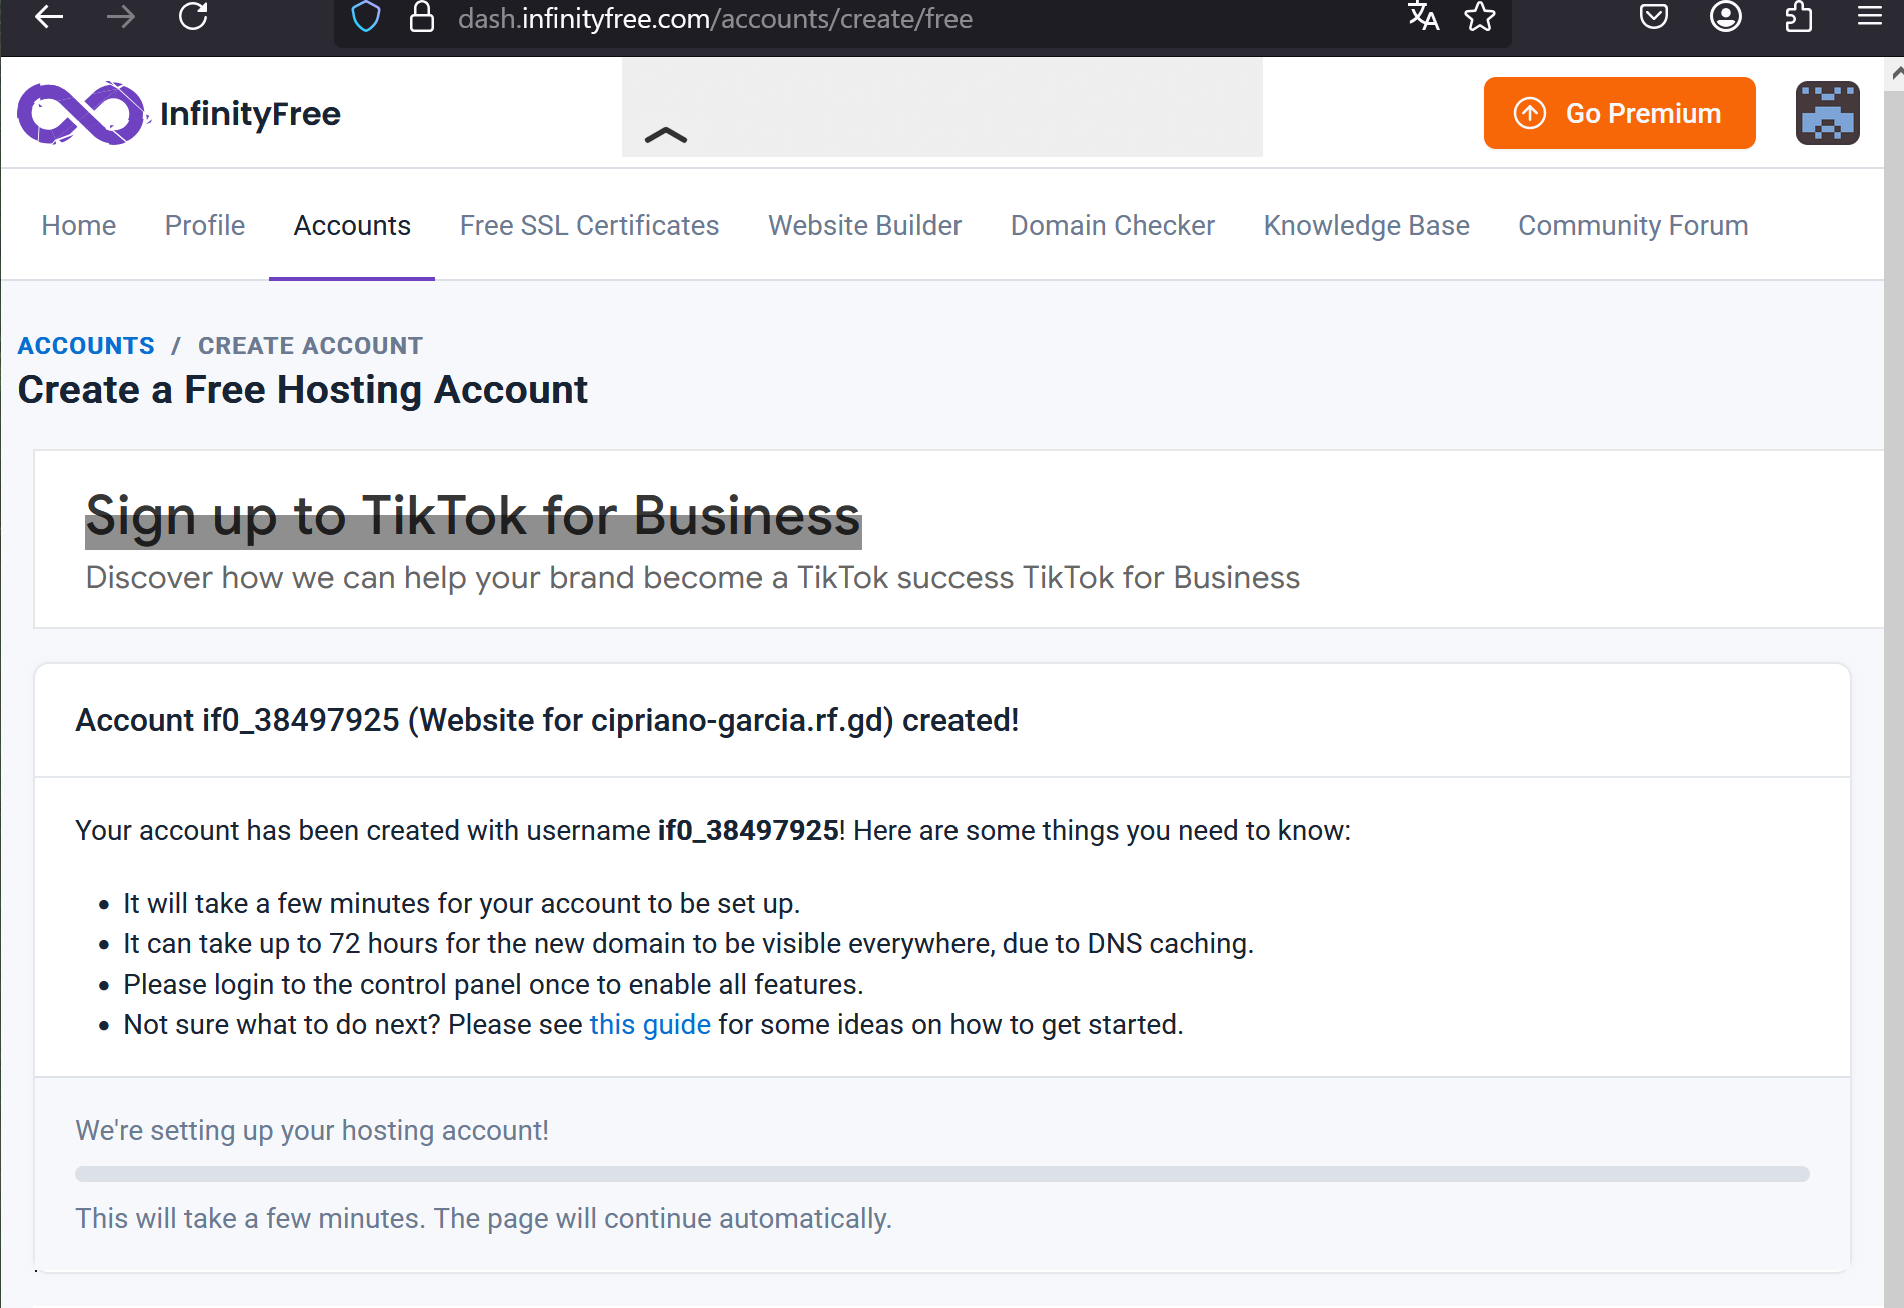 dash.infinityfree.com/accounts/create/free
InfinityFree
Go Premium
Home Profile Accounts Free SSL Certificates Website Builder Domain Checker Knowledge Base Community Forum
ACCOUNTS / CREATE ACCOUNT
Create a Free Hosting Account
Sign up to TikTok for Business
Discover how we can help your brand become a TikTok success TikTok for Business
Account if0_38497925 (Website for cipriano-garcia.rf.gd) created!
Your account has been created with username if0_38497925! Here are some things you need to know:
• It will take a few minutes for your account to be set up.
• It can take up to 72 hours for the new domain to be visible everywhere, due to DNS caching.
• Please login to the control panel once to enable all features.
• Not sure what to do next? Please see this guide for some ideas on how to get started.
We're setting up your hosting account!
This will take a few minutes. The page will continue automatically.